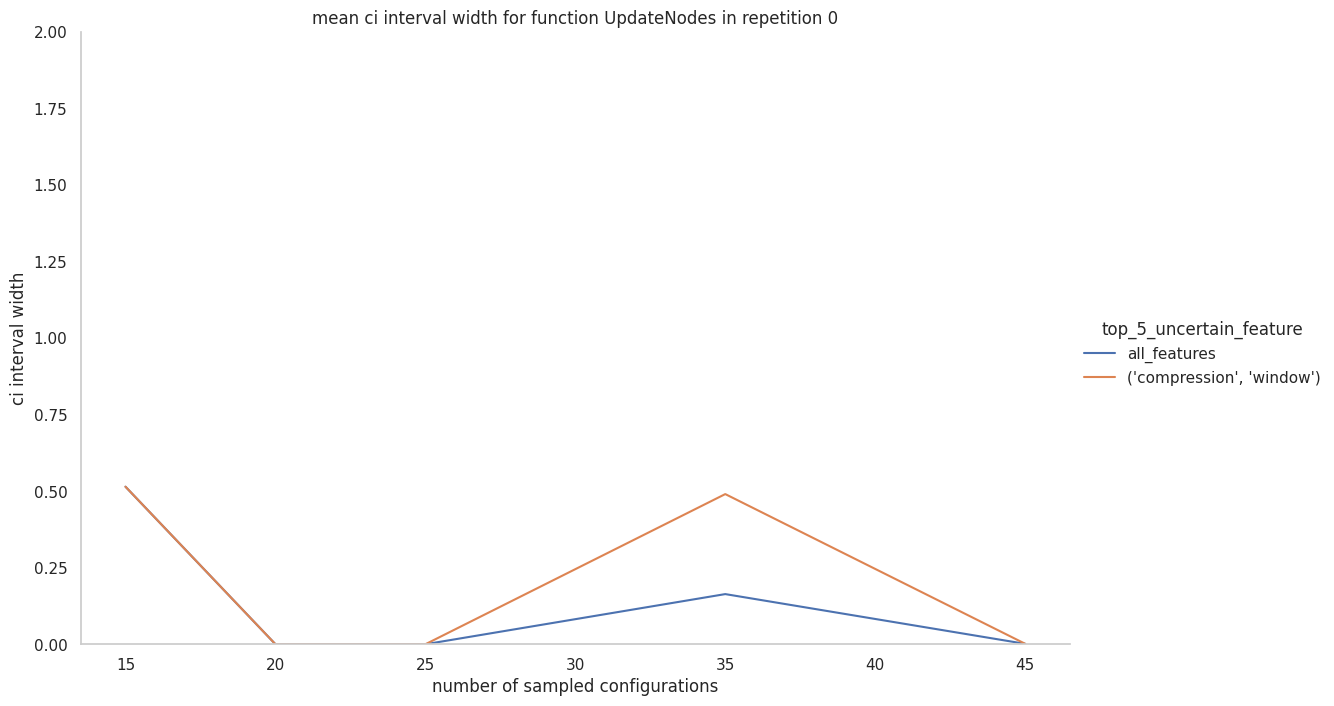 mean ci interval width for function UpdateNodes in repetition 0
2.00
1.75
1.50
1.25
1.00
0.75
0.50
0.25
0.00
ci interval width
15 20 25 30 35 40 45
number of sampled configurations
top_5_uncertain_feature
all_features
('compression', 'window')